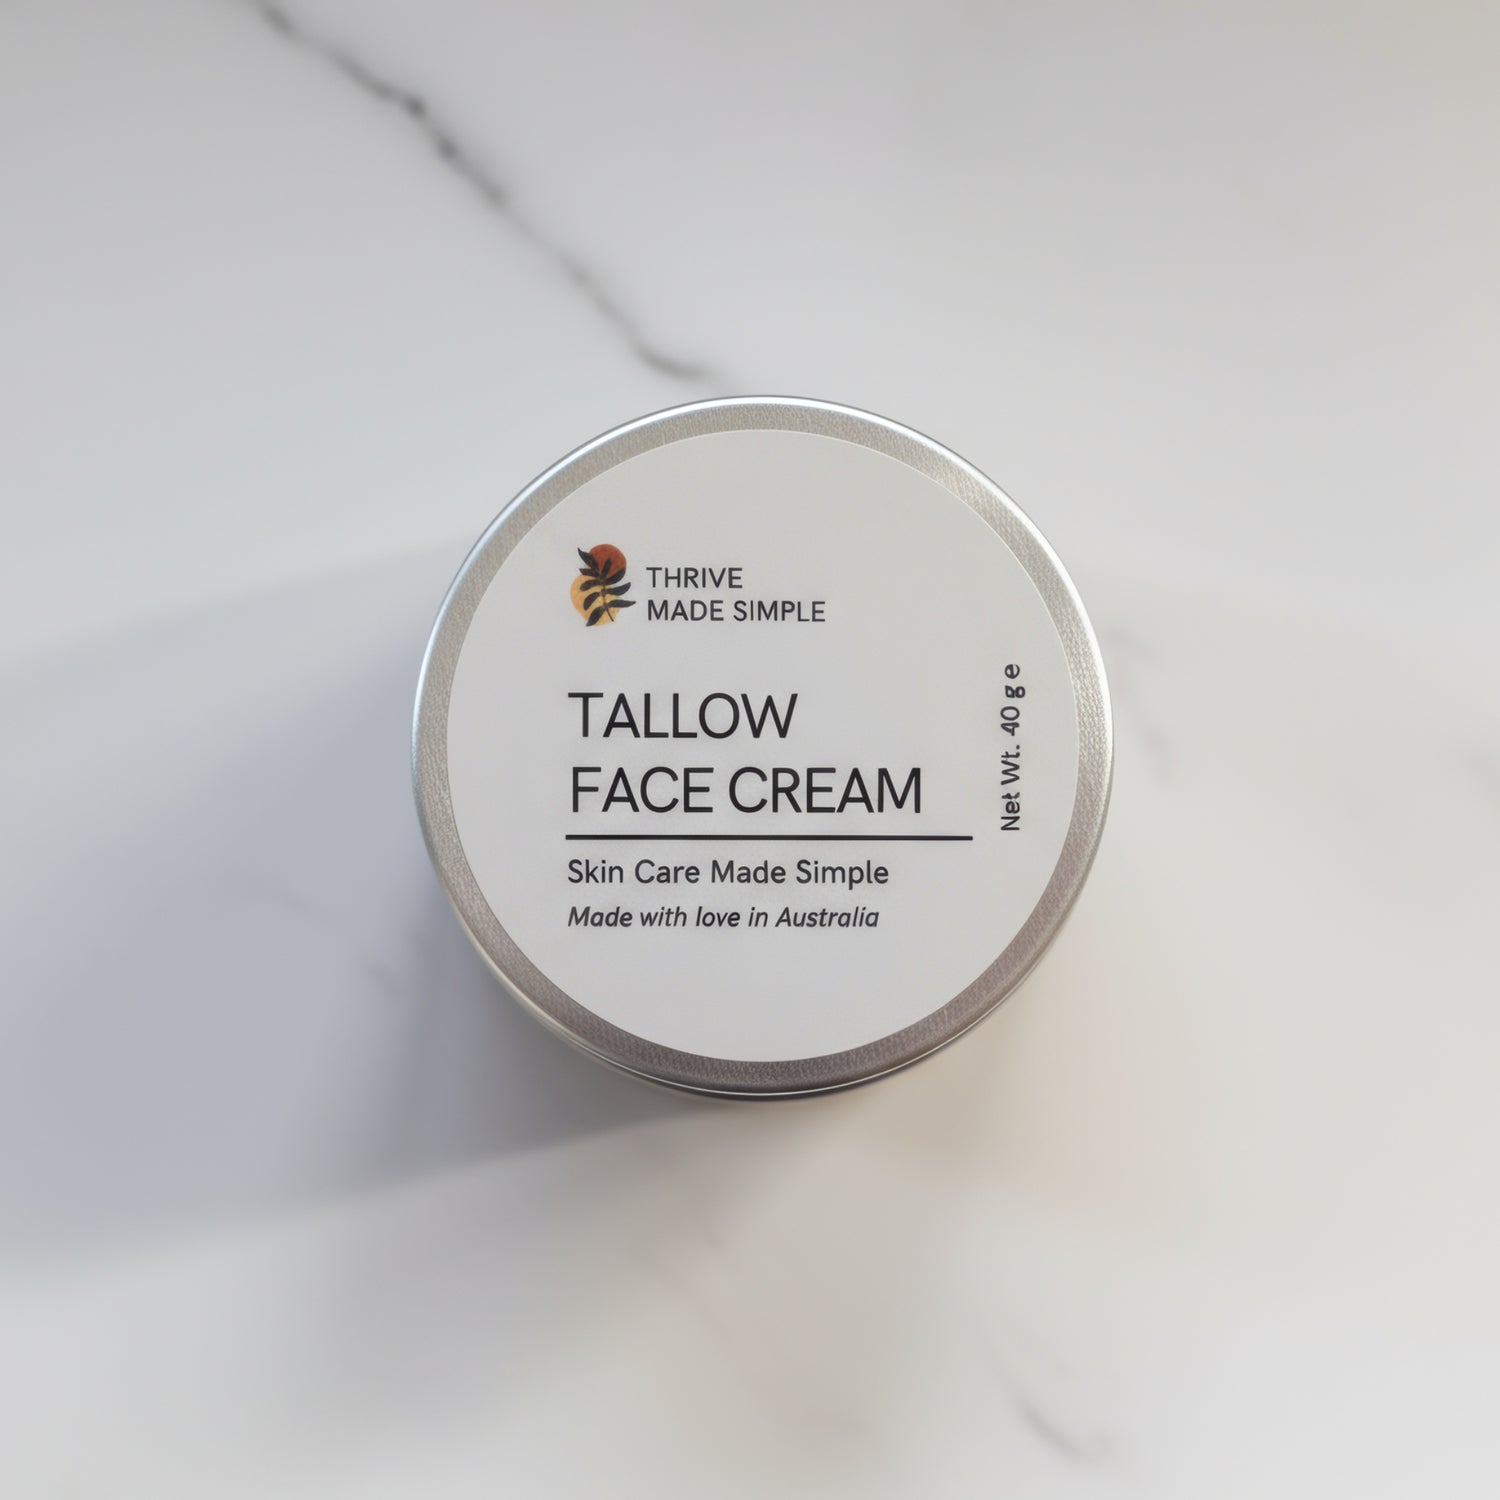 THRIVE
MADE SIMPLE
TALLOW
FACE CREAM
Skin Care Made Simple
Made with love in Australia
Net Wt. 40 g e